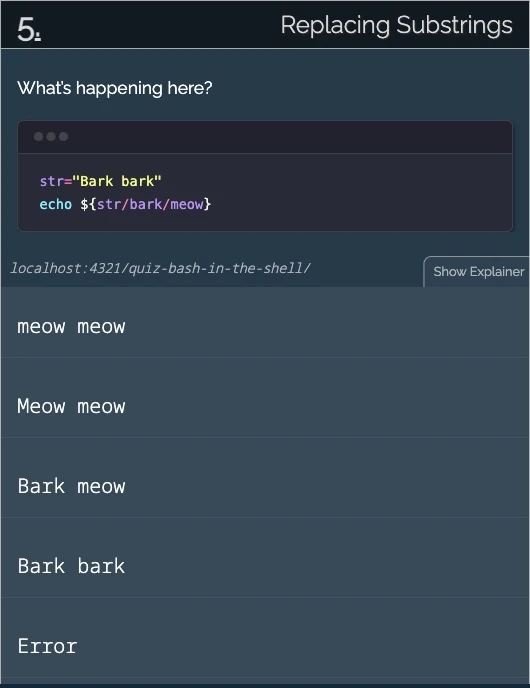 5.
Replacing Substrings
What's happening here?
str="Bark bark"
echo ${str/bark/meow}
localhost:4321/quiz-bash-in-the-shell/
Show Explainer
meow meow
Meow meow
Bark meow
Bark bark
Error